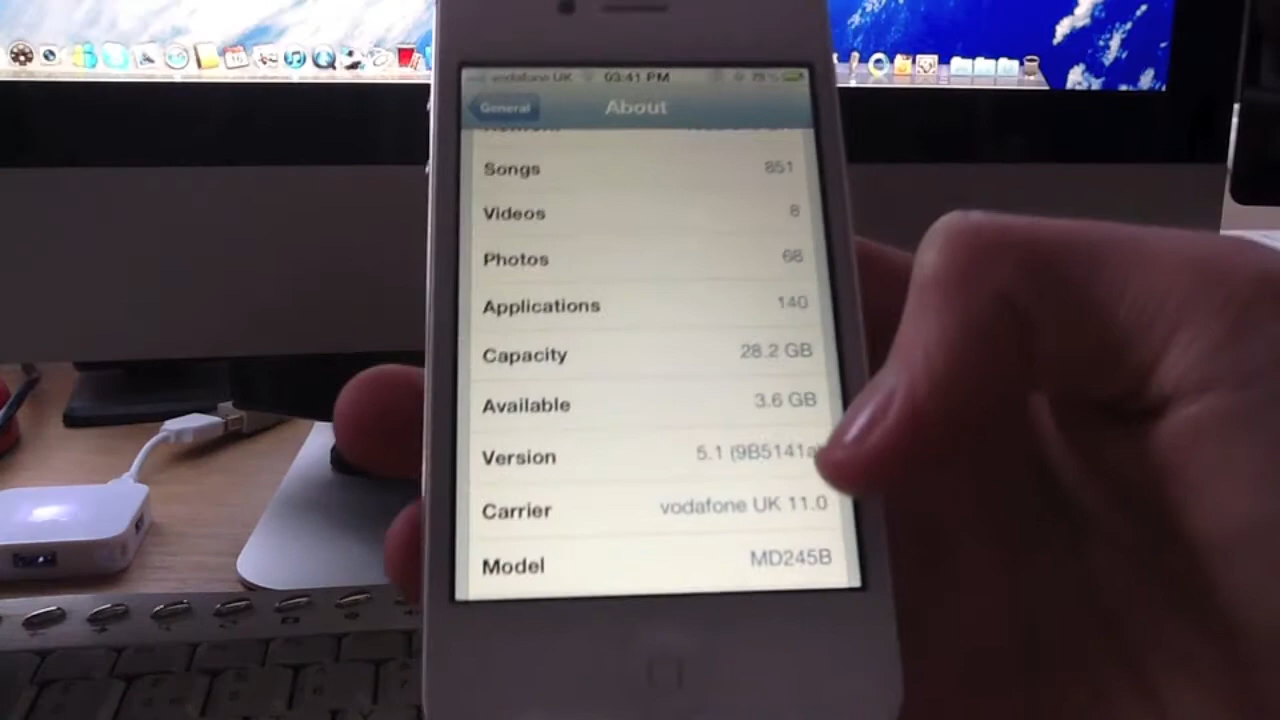 vodafone UK 03:41 PM
General About
Songs 851
Videos 8
Photos 68
Applications 140
Capacity 28.2 GB
Available 3.6 GB
Version 5.1 (9B5141a)
Carrier vodafone UK 11.0
Model MD245B